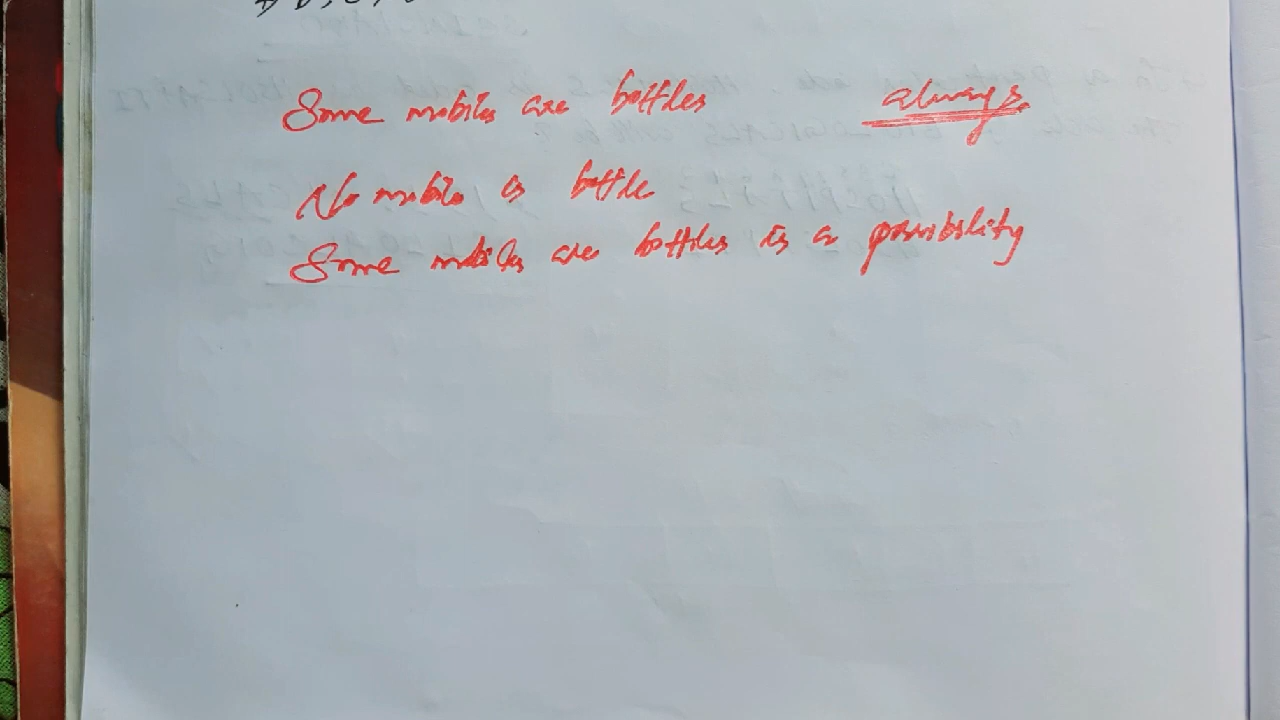 Some mobiles are bottles always.
No mobile is bottle
Some mobiles are bottles is a possibility